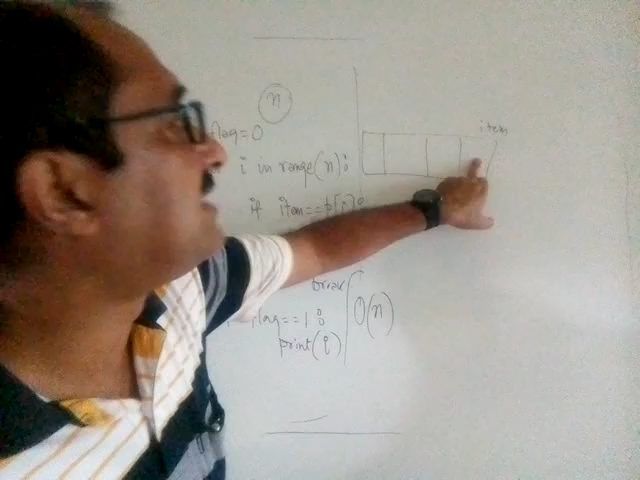 n
flag=0
item
i in range(n):
if item==p[i]:
break
O(n)
flag==1:
print(i)